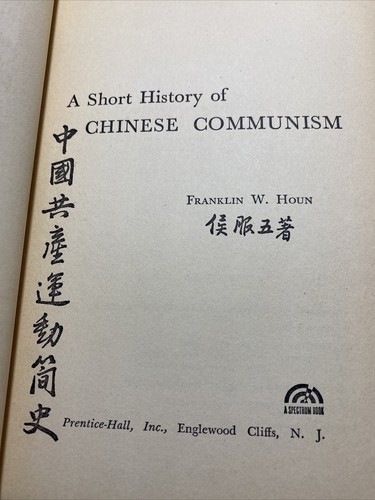 A Short History of
CHINESE COMMUNISM
中國共產運動简史
FRANKLIN W. HOUN
侯服五著
A SPECTRUM BOOK
Prentice-Hall, Inc., Englewood Cliffs, N. J.